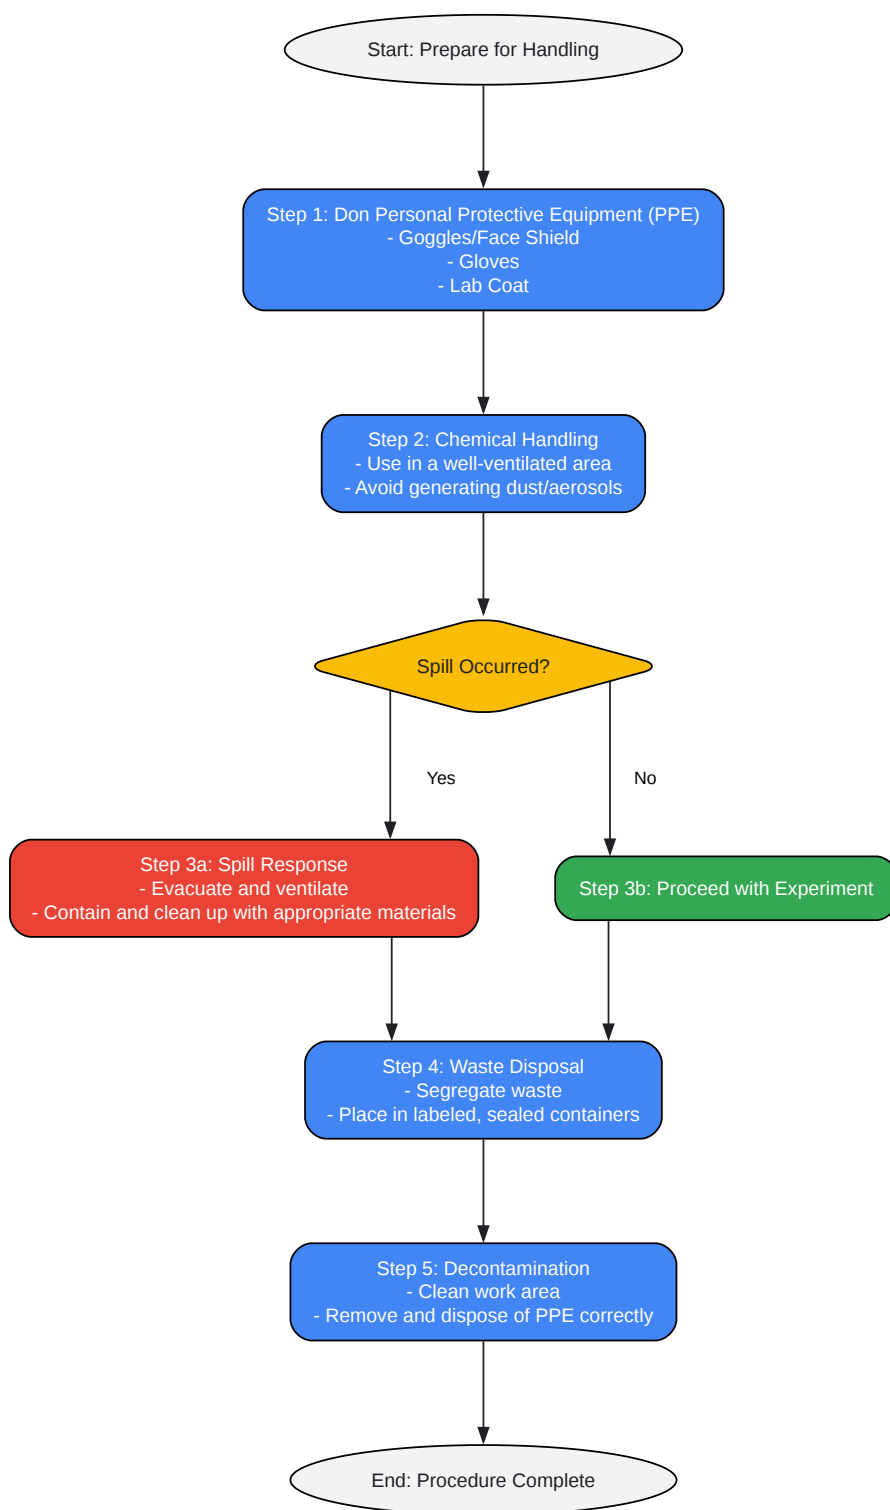 Start: Prepare for Handling
Step 1: Don Personal Protective Equipment (PPE)
- Goggles/Face Shield
- Gloves
- Lab Coat
Step 2: Chemical Handling
- Use in a well-ventilated area
- Avoid generating dust/aerosols
Spill Occurred?
Yes
No
Step 3a: Spill Response
- Evacuate and ventilate
- Contain and clean up with appropriate materials
Step 3b: Proceed with Experiment
Step 4: Waste Disposal
- Segregate waste
- Place in labeled, sealed containers
Step 5: Decontamination
- Clean work area
- Remove and dispose of PPE correctly
End: Procedure Complete